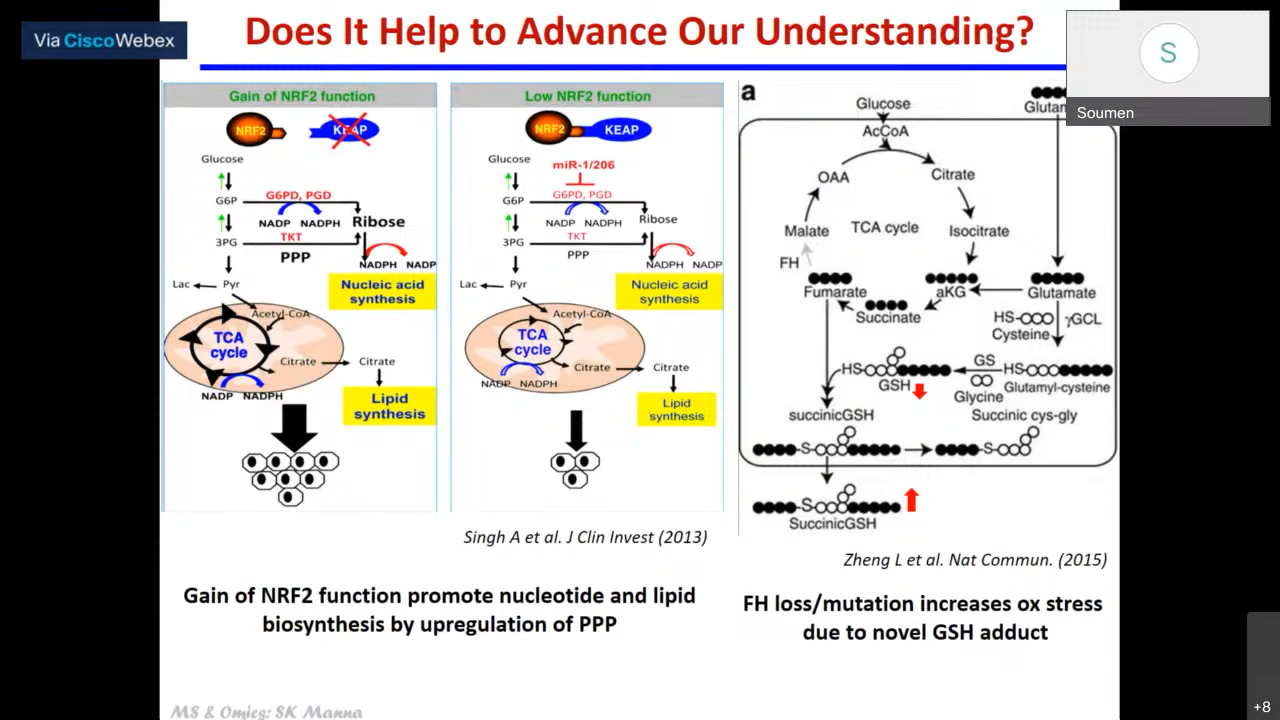 Via Cisco Webex
Does It Help to Advance Our Understanding?
S
Soumen
Gain of NRF2 function
NRF2
KEAP
Glucose
G6P
G6PD, PGD
NADP NADPH
Ribose
3PG
TKT
PPP
NADPH NADP
Lac
Pyr
Nucleic acid
synthesis
Acetyl-CoA
TCA
cycle
Citrate
Citrate
NADP NADPH
Lipid
synthesis
Low NRF2 function
NRF2
KEAP
Glucose
miR-1/206
G6P
G6PD, PGD
NADP NADPH
Ribose
3PG
TKT
PPP
NADPH NADP
Lac
Pyr
Nucleic acid
synthesis
Acetyl-CoA
TCA
cycle
Citrate
Citrate
NADP NADPH
Lipid
synthesis
Singh A et al. J Clin Invest (2013)
a
Glucose
Glutam
AcCoA
OAA
Citrate
Malate
TCA cycle
Isocitrate
FH
Fumarate
aKG
Glutamate
Succinate
HS-
Cysteine
γGCL
HS-
GSH
GS
Glycine
HS-
Glutamyl-cysteine
succinicGSH
Succinic cys-gly
-S-
-S-
-S-
SuccinicGSH
Zheng L et al. Nat Commun. (2015)
Gain of NRF2 function promote nucleotide and lipid
biosynthesis by upregulation of PPP
FH loss/mutation increases ox stress
due to novel GSH adduct
MS & Omics: SK Manna
+8